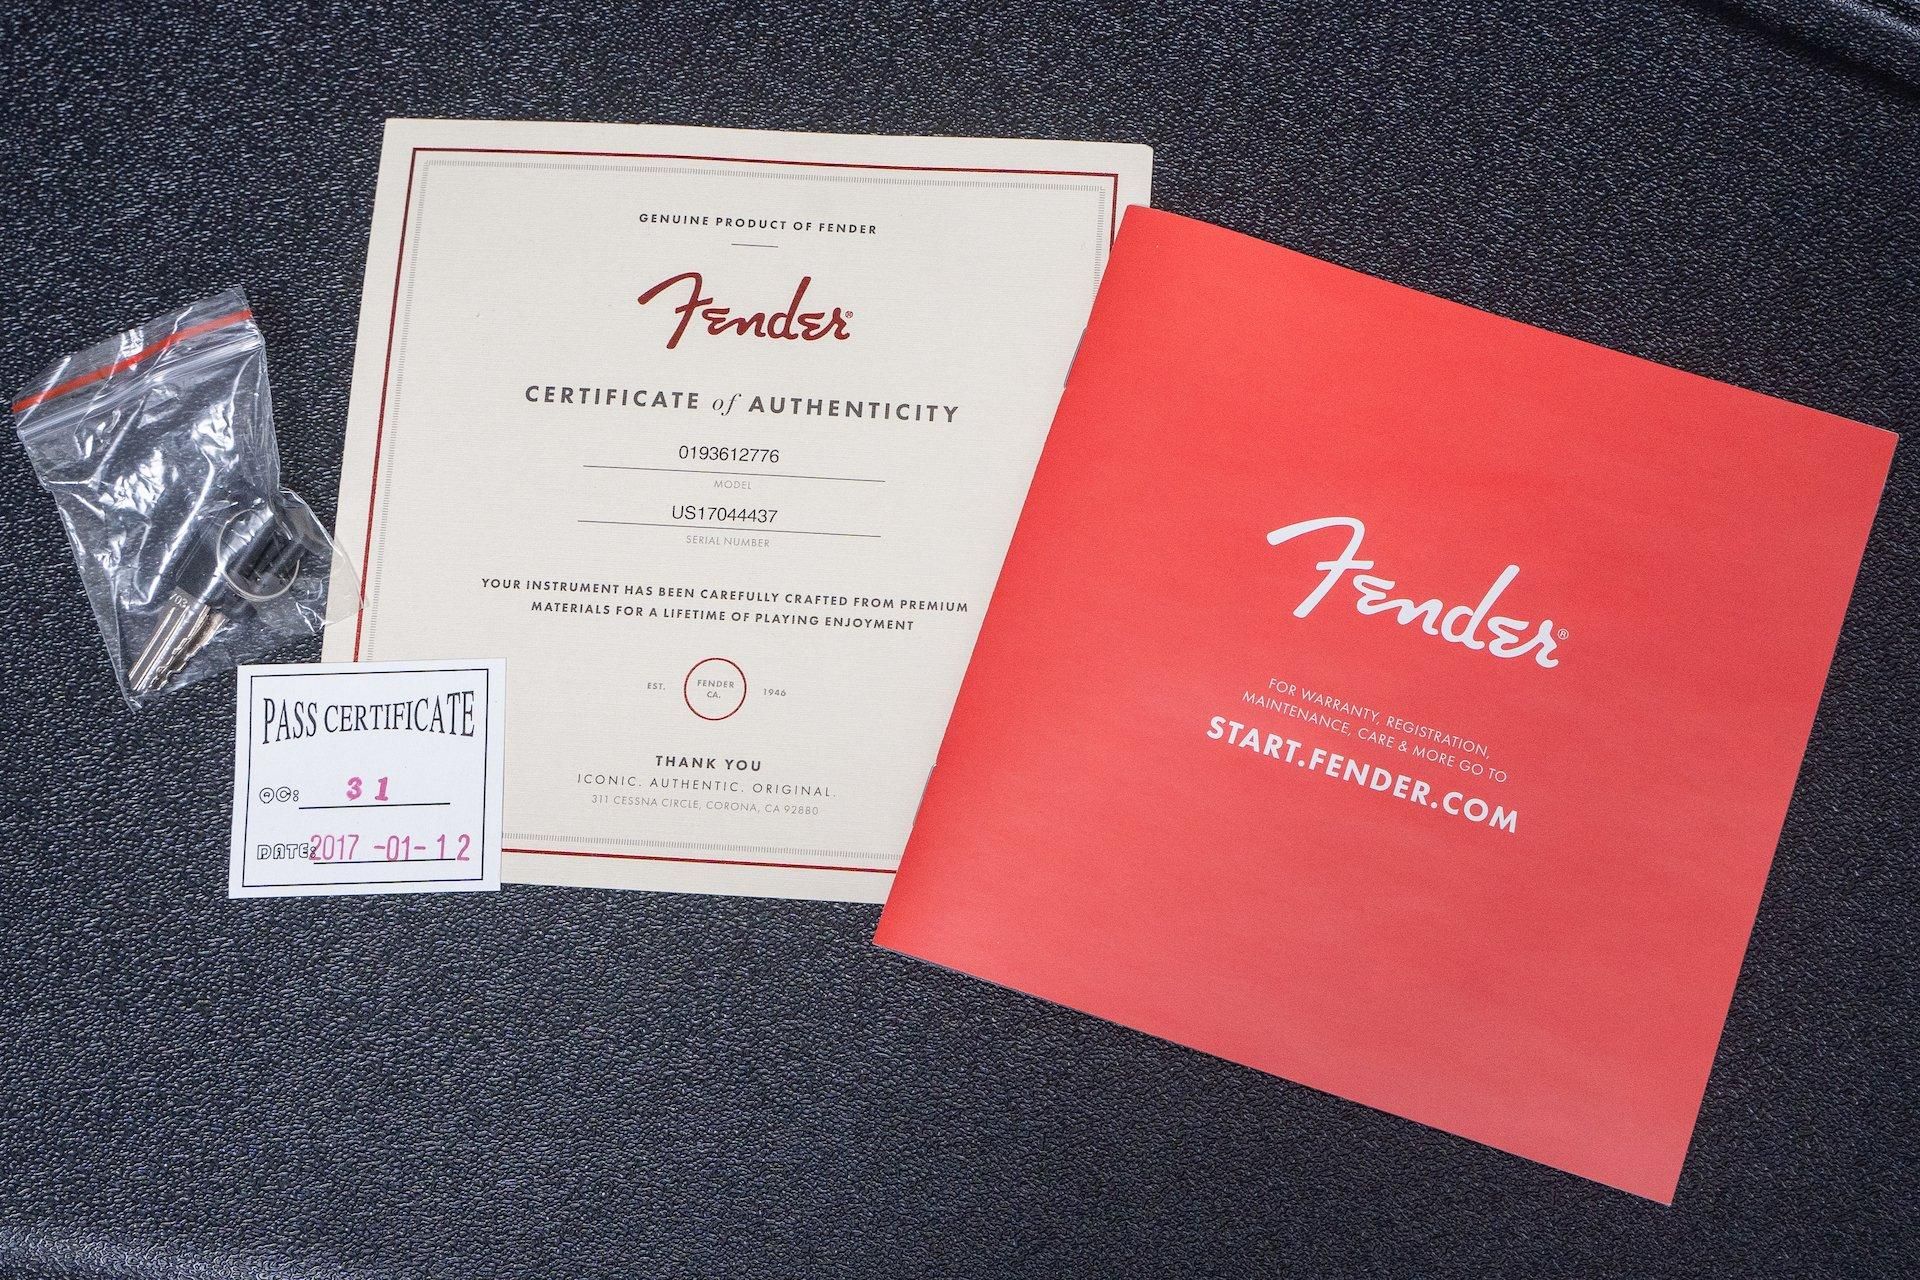 GENUINE PRODUCT OF FENDER
Fender®
CERTIFICATE of AUTHENTICITY
0193612776
MODEL
US17044437
SERIAL NUMBER
YOUR INSTRUMENT HAS BEEN CAREFULLY CRAFTED FROM PREMIUM
MATERIALS FOR A LIFETIME OF PLAYING ENJOYMENT
EST. FENDER CA. 1946
THANK YOU
ICONIC. AUTHENTIC. ORIGINAL.
311 CESSNA CIRCLE, CORONA, CA 92880
PASS CERTIFICATE
QC: 31
DATE: 2017-01-12
Fender®
FOR WARRANTY, REGISTRATION,
MAINTENANCE, CARE & MORE GO TO
START.FENDER.COM